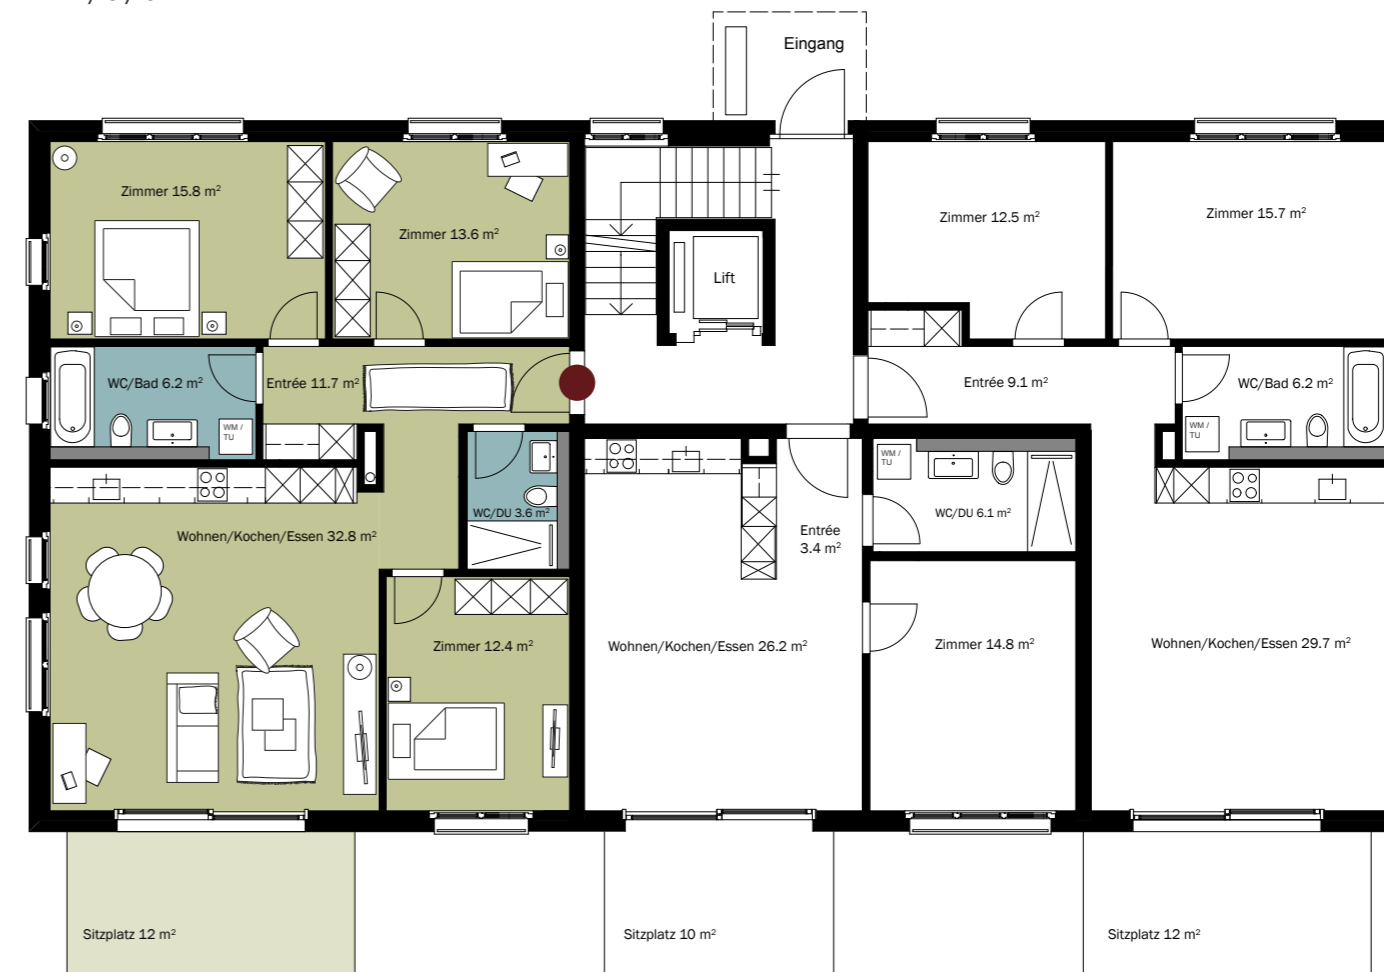 Eingang
Zimmer 15.8 m²
Zimmer 13.6 m²
Lift
Zimmer 12.5 m²
Zimmer 15.7 m²
WC/Bad 6.2 m²
WM /
TU
Entrée 11.7 m²
Entrée 9.1 m²
WC/Bad 6.2 m²
WM /
TU
WC/DU 3.6 m²
WM /
TU
WC/DU 6.1 m²
Wohnen/Kochen/Essen 32.8 m²
Entrée
3.4 m²
Zimmer 12.4 m²
Wohnen/Kochen/Essen 26.2 m²
Zimmer 14.8 m²
Wohnen/Kochen/Essen 29.7 m²
Sitzplatz 12 m²
Sitzplatz 10 m²
Sitzplatz 12 m²